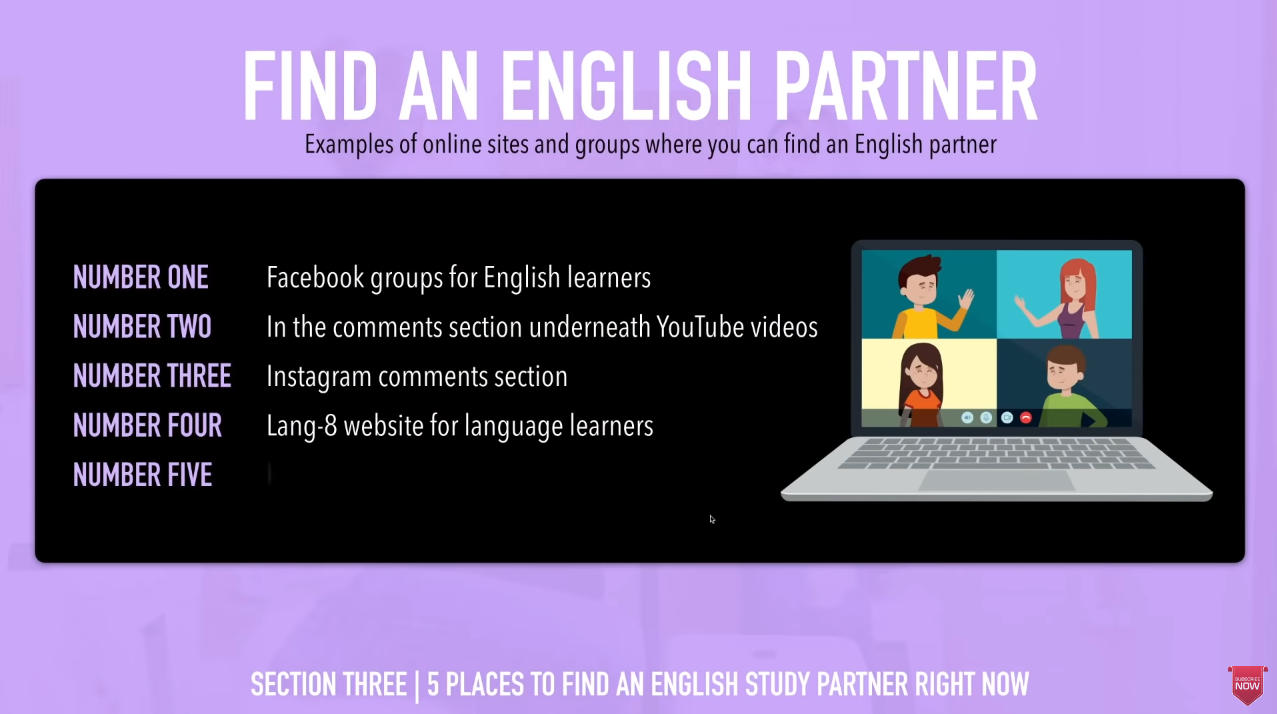 FIND AN ENGLISH PARTNER
Examples of online sites and groups where you can find an English partner
NUMBER ONE Facebook groups for English learners
NUMBER TWO In the comments section underneath YouTube videos
NUMBER THREE Instagram comments section
NUMBER FOUR Lang-8 website for language learners
NUMBER FIVE
SECTION THREE | 5 PLACES TO FIND AN ENGLISH STUDY PARTNER RIGHT NOW
SUBSCRIBE
NOW